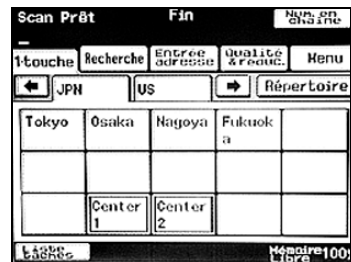 Scan Prêt Fin Num.en chaîne
1-touche Recherche Entrée adresse Qualité & réduc. Menu
JPN US Répertoire
Tokyo Osaka Nagoya Fukuok
a
Center Center
1 2
Liste tâches Mémoire Libre 100%